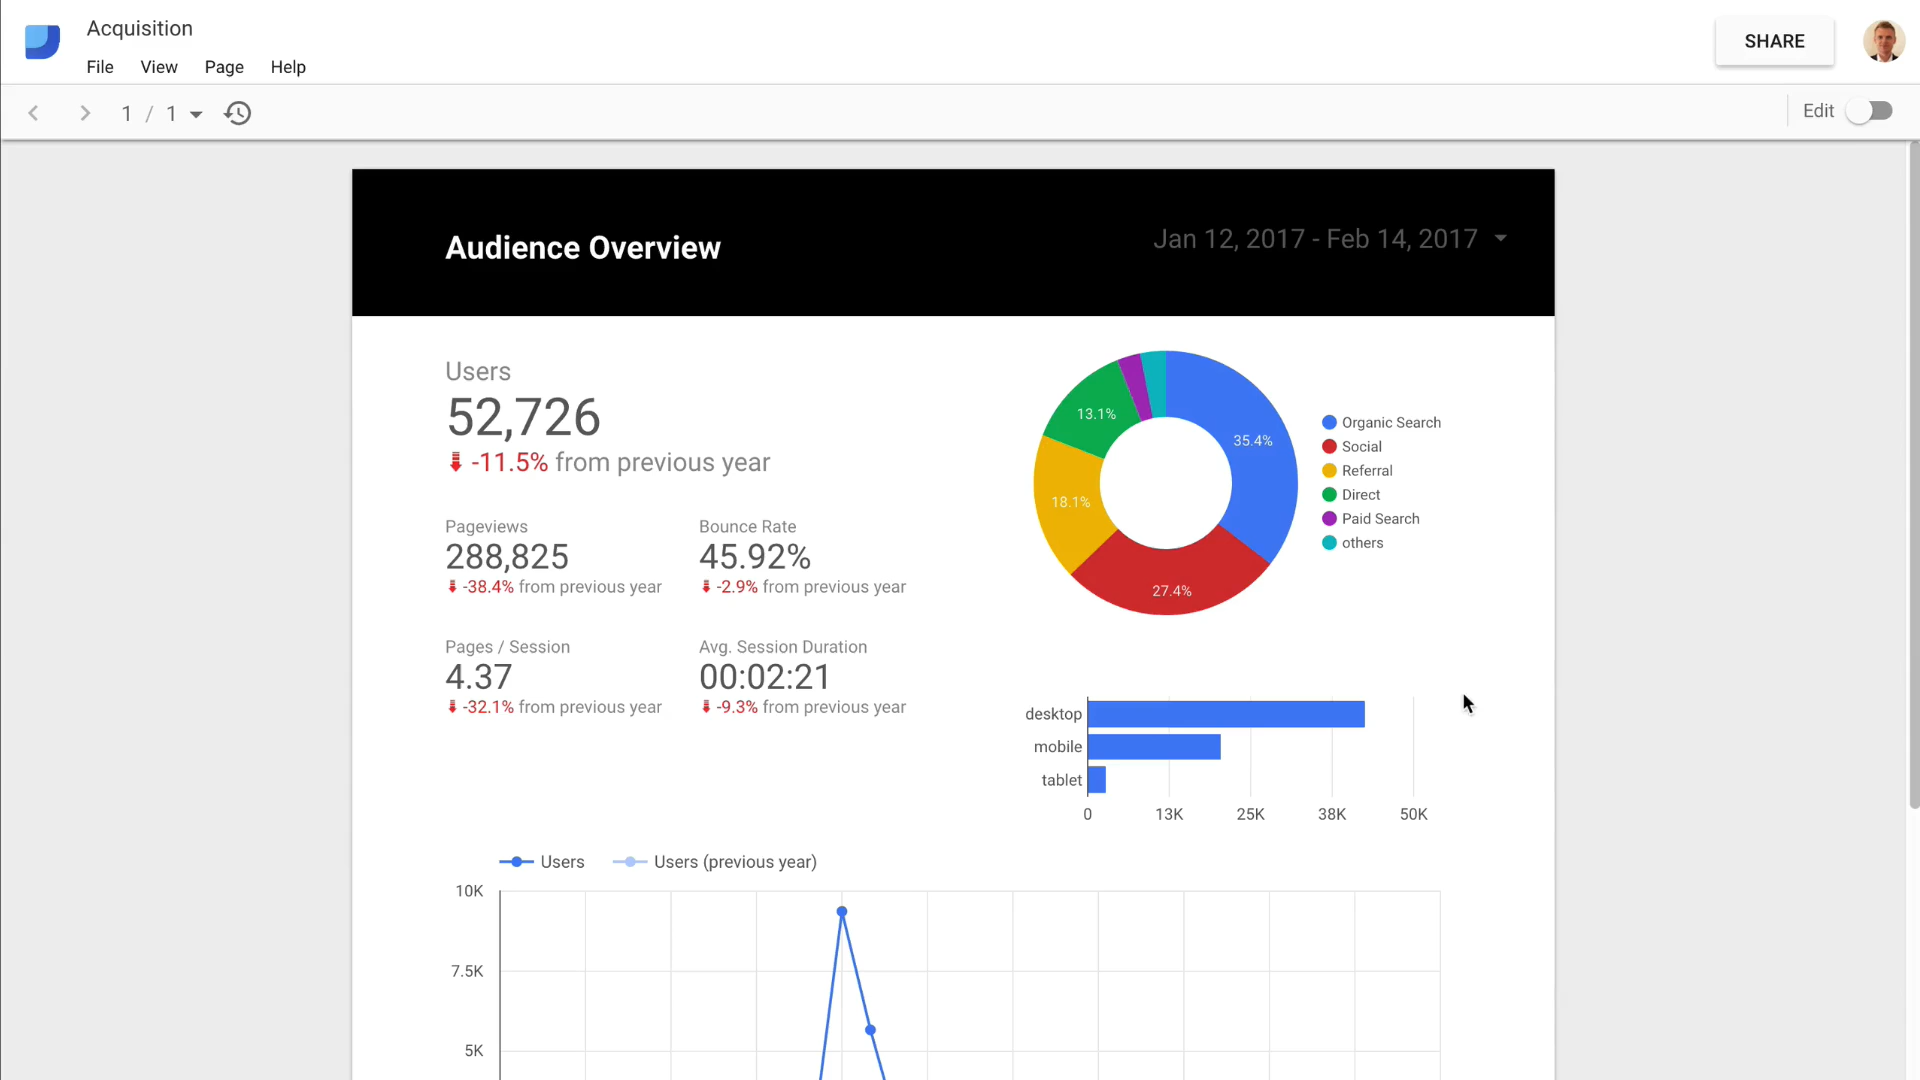 Acquisition
File View Page Help
SHARE
1 / 1
Edit
Audience Overview
Jan 12, 2017 - Feb 14, 2017
Users
52,726
-11.5% from previous year
Pageviews
288,825
-38.4% from previous year
Bounce Rate
45.92%
-2.9% from previous year
Pages / Session
4.37
-32.1% from previous year
Avg. Session Duration
00:02:21
-9.3% from previous year
35.4%
27.4%
18.1%
13.1%
Organic Search
Social
Referral
Direct
Paid Search
others
desktop
mobile
tablet
0 13K 25K 38K 50K
Users Users (previous year)
10K
7.5K
5K